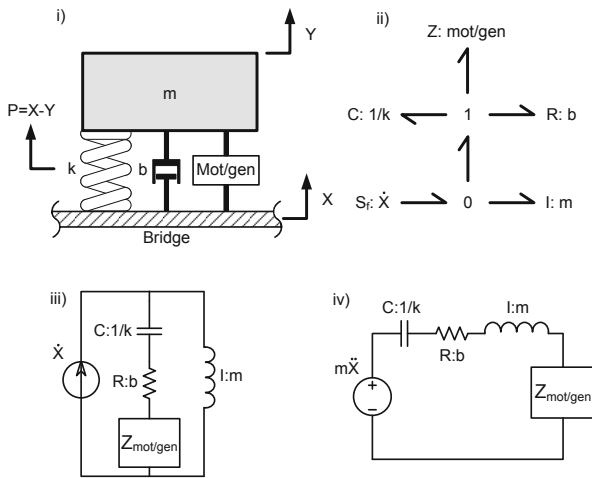 i)
Y
m
P=X-Y
k
b
Mot/gen
X
Bridge
ii)
Z: mot/gen
C: 1/k
1
R: b
Sf: Ẋ
0
I: m
iii)
C:1/k
Ẋ
R:b
I:m
Zmot/gen
iv)
C:1/k
I:m
R:b
mẌ
+
−
Zmot/gen